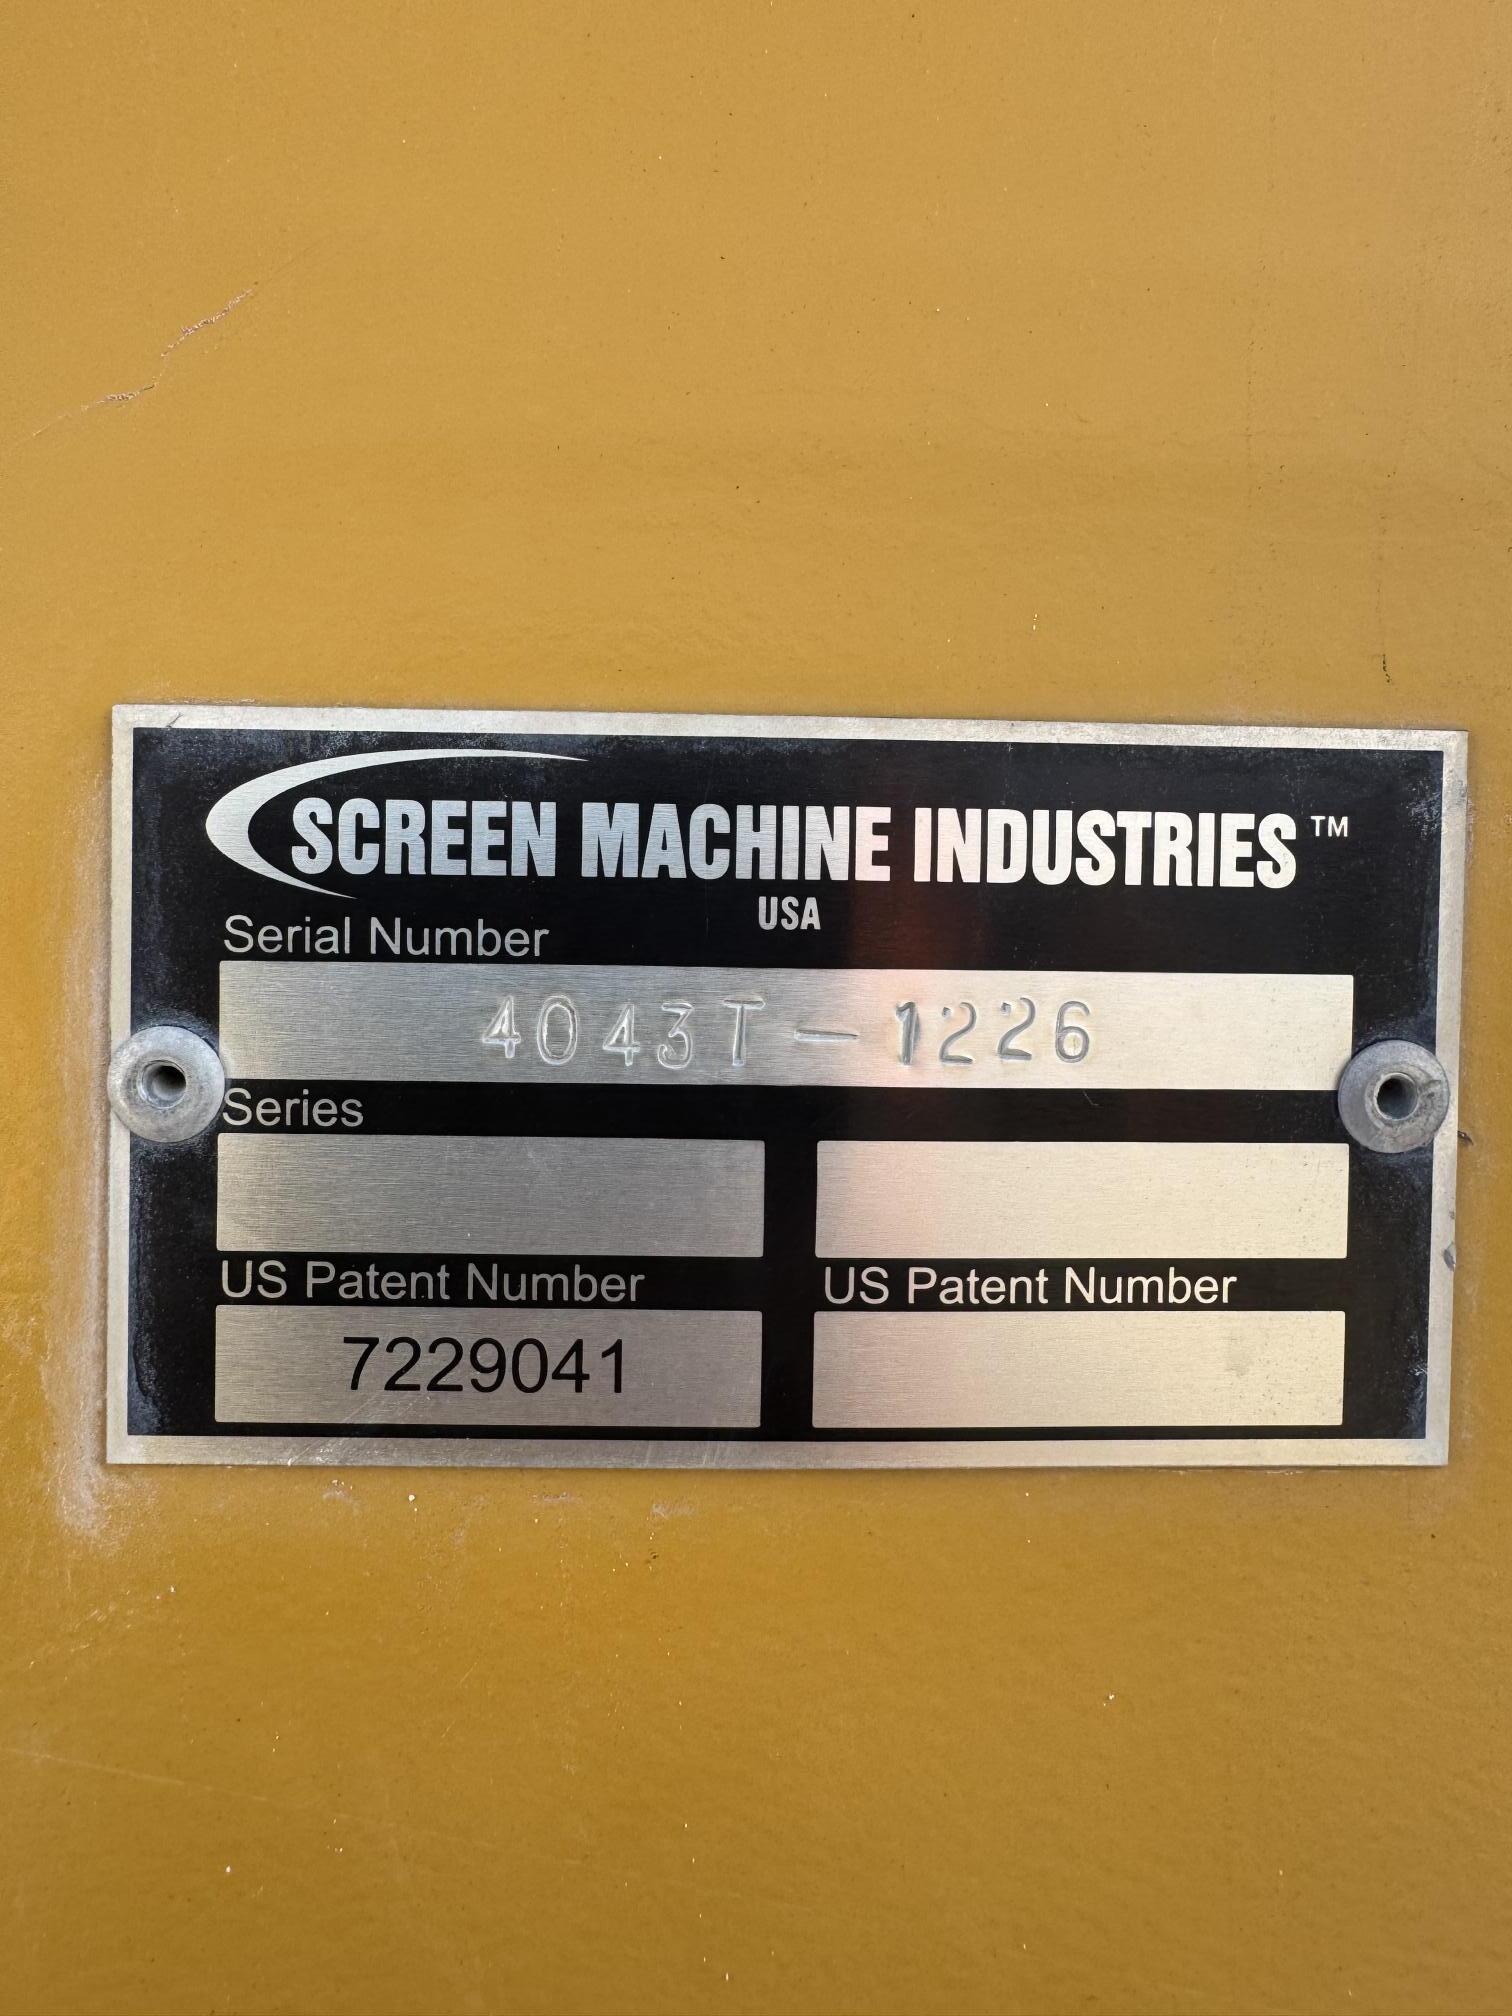 SCREEN MACHINE INDUSTRIES™
USA
Serial Number
4043T-1226
Series
US Patent Number
7229041
US Patent Number